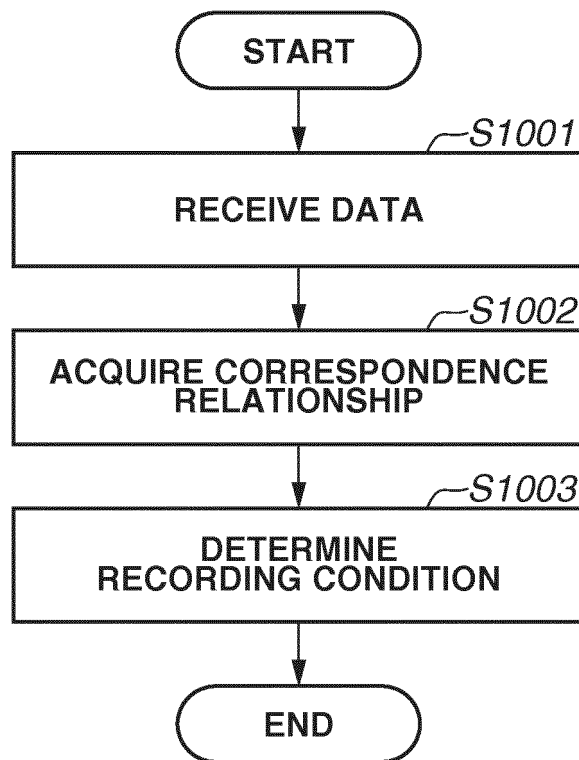 START
S1001
RECEIVE DATA
S1002
ACQUIRE CORRESPONDENCE
RELATIONSHIP
S1003
DETERMINE
RECORDING CONDITION
END